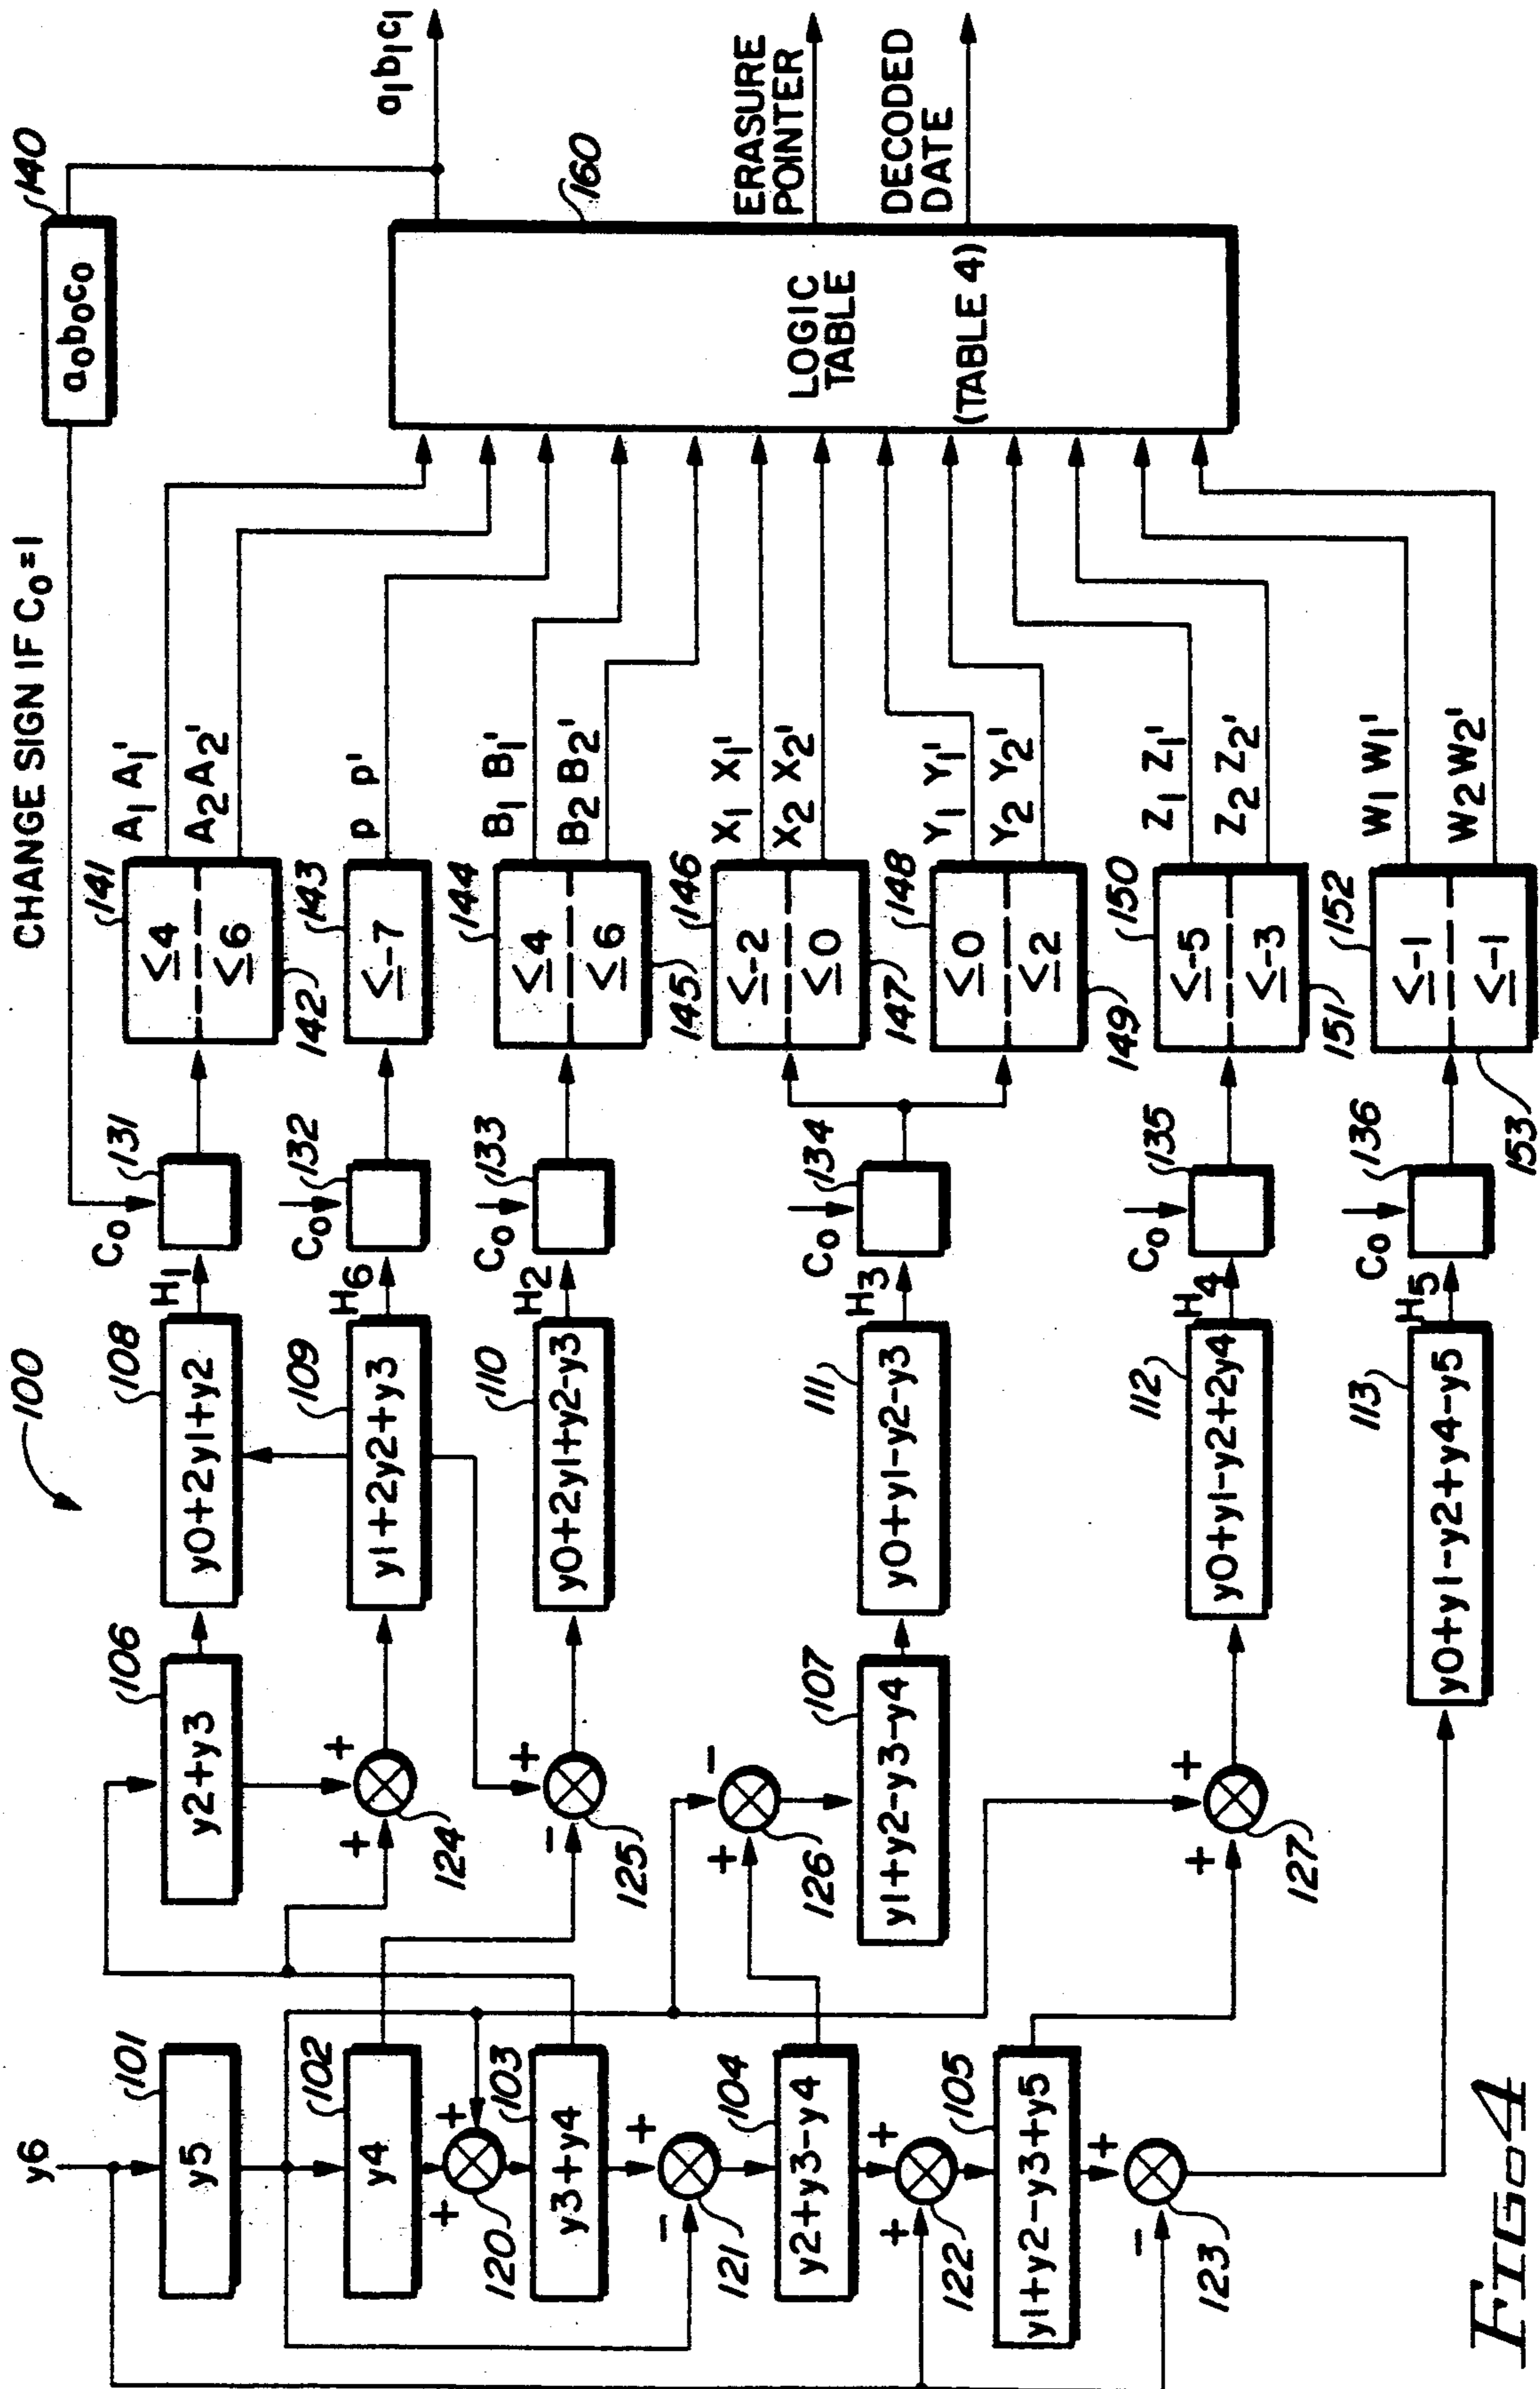 FIG. 4
100
CHANGE SIGN IF C0=1
140
a0b0c0
a1b1c1
y6
101
y5
102
y4
+
+
120
103
y3+y4
+
-
121
104
y2+y3-y4
+
+
122
105
y1+y2-y3+y5
+
-
123
106
y2+y3
+
+
124
+
-
125
-
+
126
107
y1+y2-y3-y4
+
+
127
108
y0+2y1+y2
109
y1+2y2+y3
110
y0+2y1+y2-y3
111
y0+y1-y2-y3
112
y0+y1-y2+2y4
113
y0+y1-y2+y4-y5
H1
C0
131
H6
C0
132
H2
C0
133
H3
C0
134
H4
C0
135
H5
C0
136
141
≤4
≤6
142
143
≤-7
144
≤4
≤6
145
146
≤-2
≤0
147
148
≤0
≤2
149
150
≤-5
≤-3
151
152
≤-1
≤-1
153
A1 A1'
A2 A2'
p p'
B1 B1'
B2 B2'
X1 X1'
X2 X2'
Y1 Y1'
Y2 Y2'
Z1 Z1'
Z2 Z2'
W1 W1'
W2 W2'
160
LOGIC
TABLE
(TABLE 4)
ERASURE
POINTER
DECODED
DATE